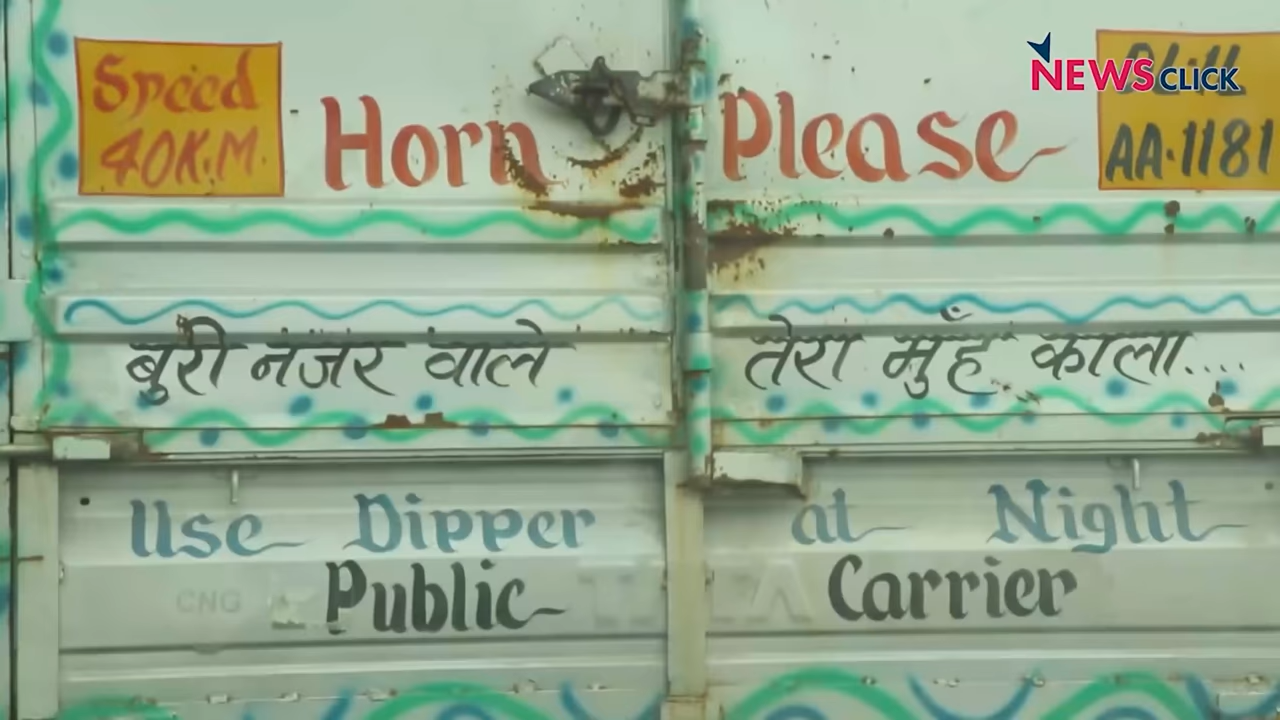 NEWSCLICK
Speed
40K.M.
Horn Please
AA.1181
बुरी नजर वाले तेरा मुँह काला....
Use Dipper at Night
CNG Public Carrier